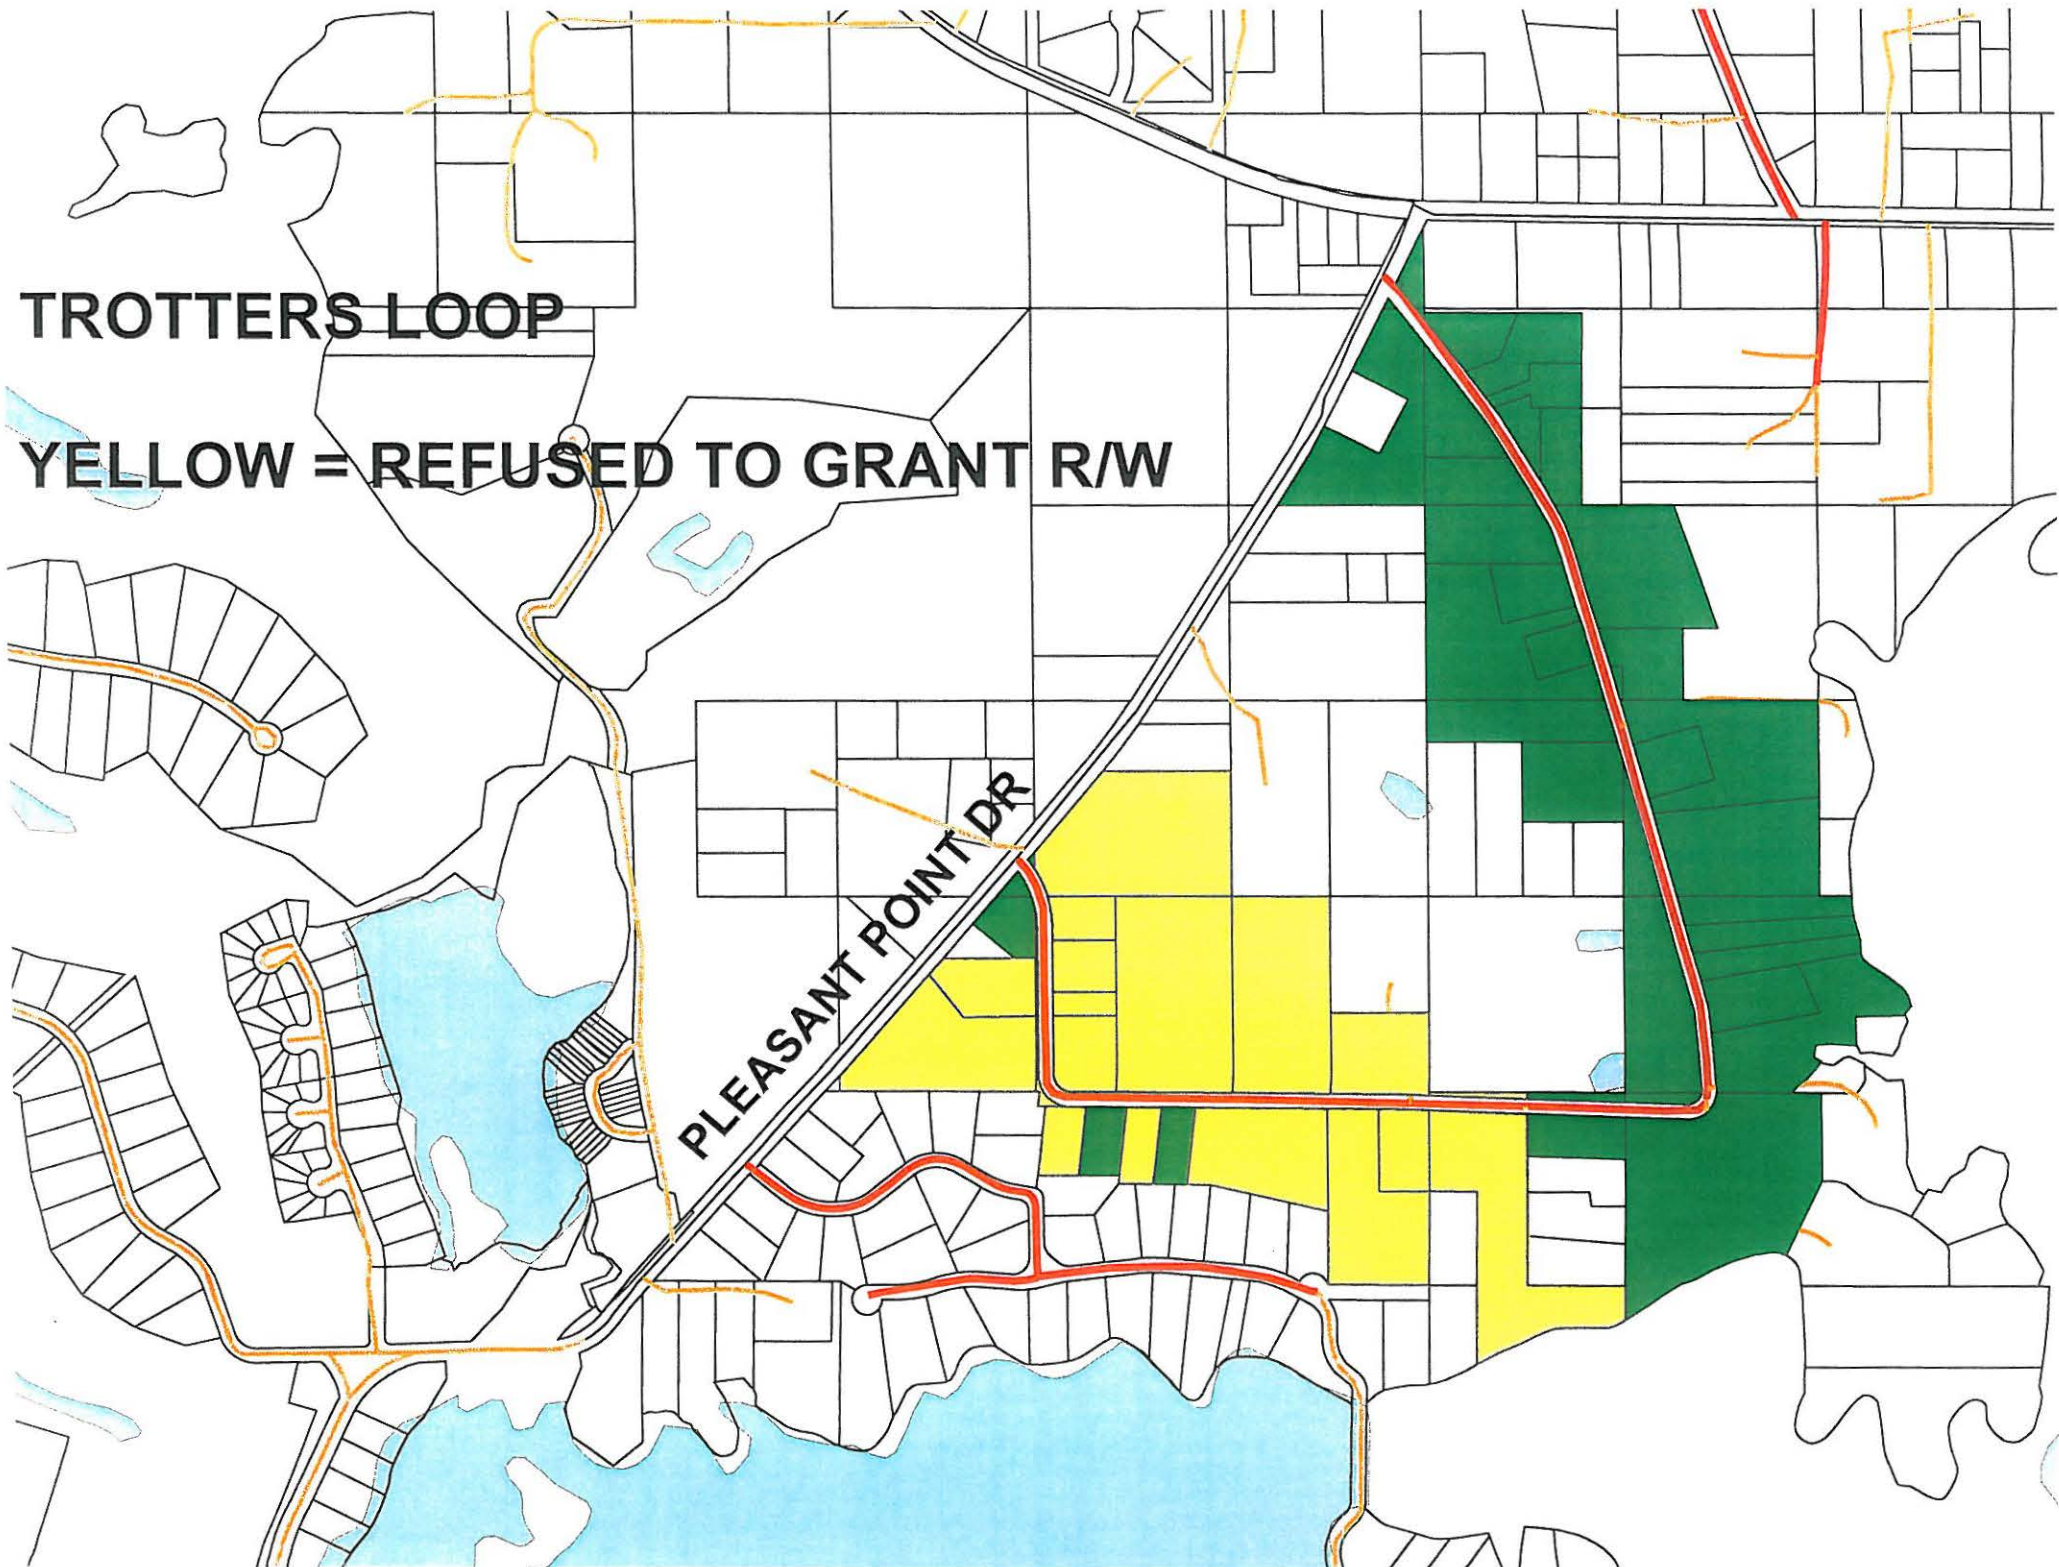 TROTTERS LOOP
YELLOW = REFUSED TO GRANT R/W
PLEASANT POINT DR